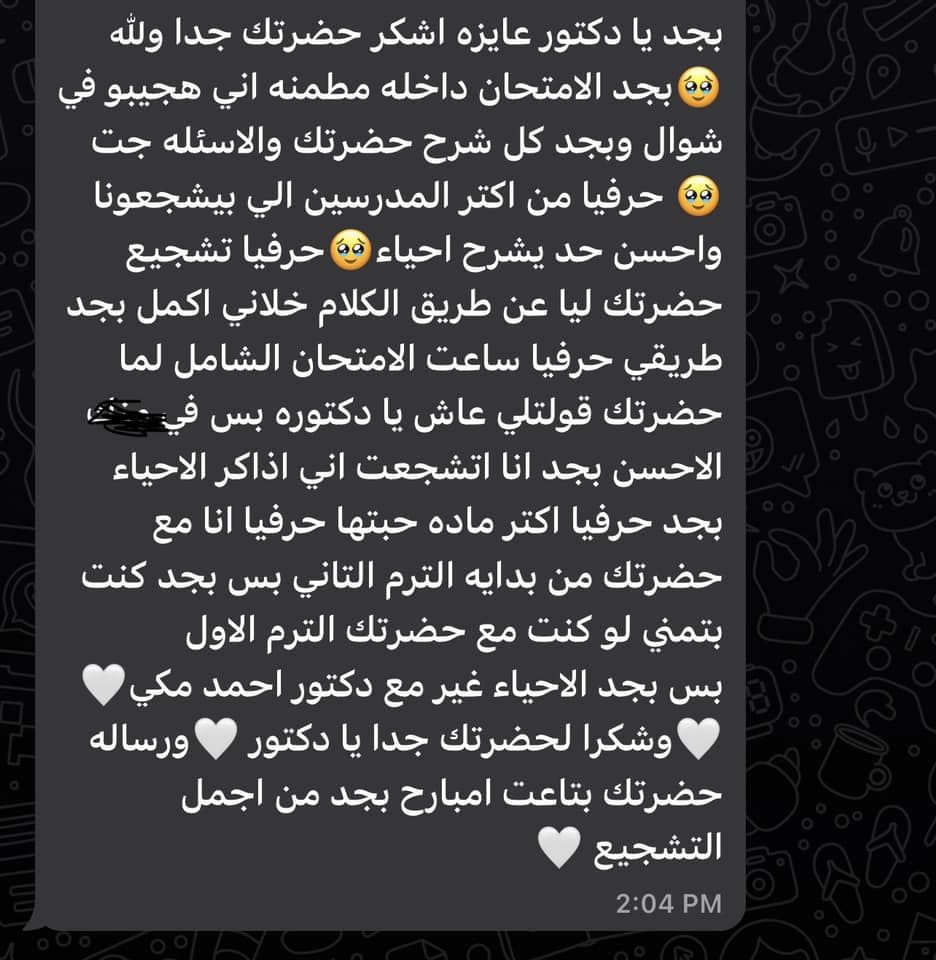 بجد يا دكتور عايزه اشكر حضرتك جدا ولله
🥹بجد الامتحان داخله مطمنه اني هجيبو في
شوال وبجد كل شرح حضرتك والاسئله جت
🥹 حرفيا من اكتر المدرسين الي بيشجعونا
واحسن حد يشرح احياء🥹حرفيا تشجيع
حضرتك ليا عن طريق الكلام خلاني اكمل بجد
طريقي حرفيا ساعت الامتحان الشامل لما
حضرتك قولتلي عاش يا دكتوره بس في
الاحسن بجد انا اتشجعت اني اذاكر الاحياء
بجد حرفيا اكتر ماده حبتها حرفيا انا مع
حضرتك من بدايه الترم التاني بس بجد كنت
بتمني لو كنت مع حضرتك الترم الاول
بس بجد الاحياء غير مع دكتور احمد مكي🤍
🤍وشكرا لحضرتك جدا يا دكتور 🤍ورساله
حضرتك بتاعت امبارح بجد من اجمل
التشجيع 🤍
2:04 PM